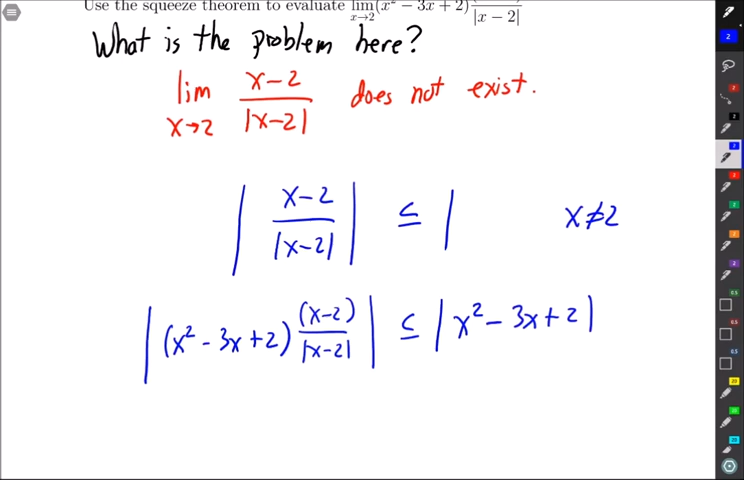 Use the squeeze theorem to evaluate lim x→2 (x² − 3x + 2) / |x − 2|
What is the problem here?
lim x→2 x−2 / |x−2| does not exist.
| x−2 / |x−2| | ≤ 1 x≠2
| (x² − 3x + 2) (x−2) / |x−2| | ≤ | x² − 3x + 2 |